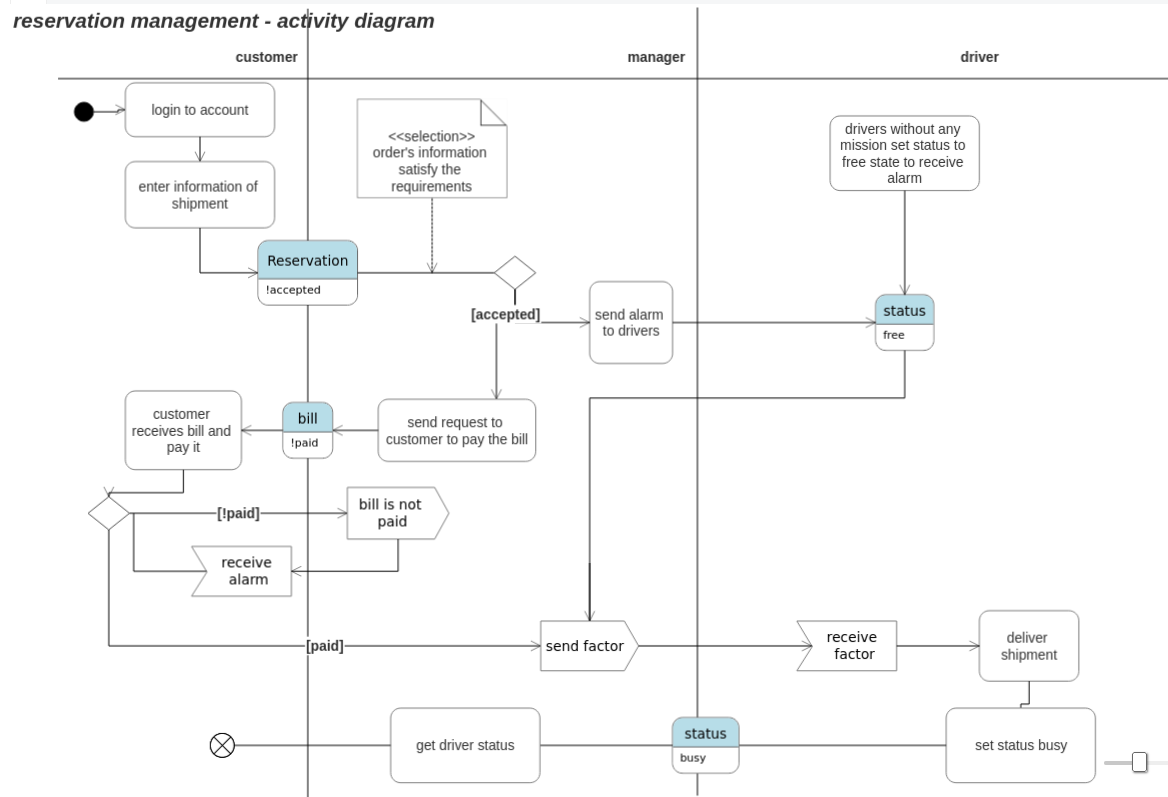 reservation management - activity diagram
customer
manager
driver
login to account
<<selection>>
order's information
satisfy the
requirements
drivers without any
mission set status to
free state to receive
alarm
enter information of
shipment
Reservation
!accepted
[accepted]
send alarm
to drivers
status
free
customer
receives bill and
pay it
bill
!paid
send request to
customer to pay the bill
[!paid]
bill is not
paid
receive
alarm
[paid]
send factor
receive
factor
deliver
shipment
get driver status
status
busy
set status busy